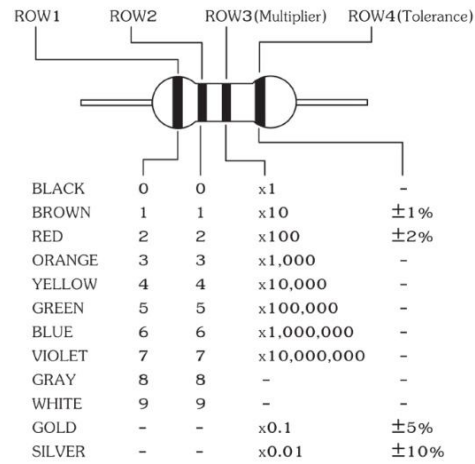 ROW1 ROW2 ROW3(Multiplier) ROW4(Tolerance)
BLACK 0 0 x1 -
BROWN 1 1 x10 ±1%
RED 2 2 x100 ±2%
ORANGE 3 3 x1,000 -
YELLOW 4 4 x10,000 -
GREEN 5 5 x100,000 -
BLUE 6 6 x1,000,000 -
VIOLET 7 7 x10,000,000 -
GRAY 8 8 - -
WHITE 9 9 - -
GOLD - - x0.1 ±5%
SILVER - - x0.01 ±10%